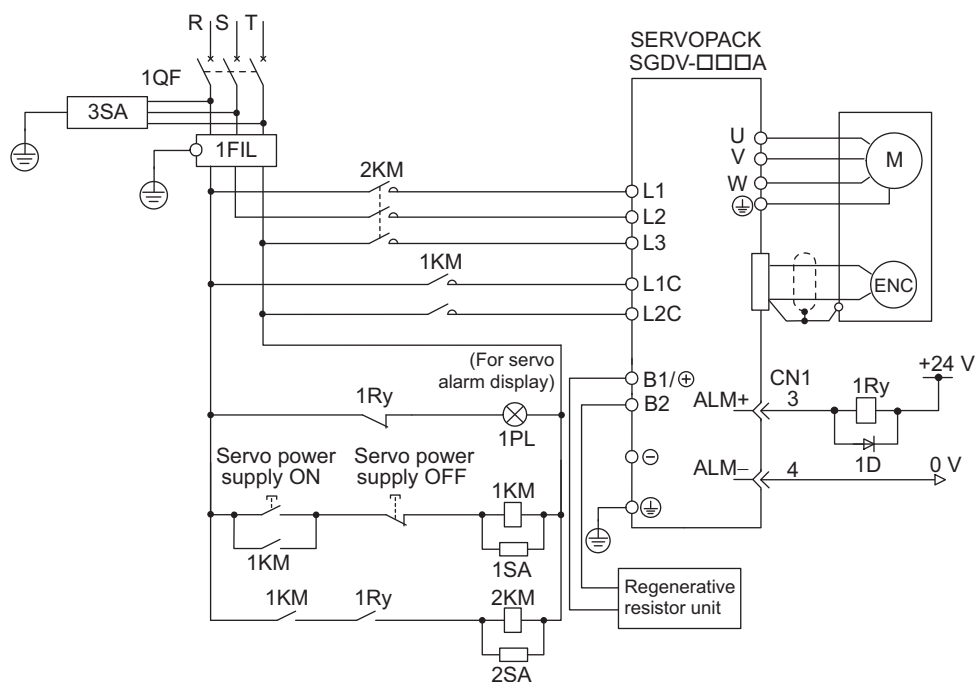 R S T
1QF
3SA
1FIL
SERVOPACK
SGDV-□□□A
2KM
L1
L2
L3
1KM
L1C
L2C
U
V
W
M
ENC
(For servo
alarm display)
1Ry
1PL
B1/⊕
B2
⊖
CN1
ALM+
3
1Ry
+24 V
1D
ALM−
4
0 V
Servo power
supply ON
Servo power
supply OFF
1KM
1KM
1SA
1KM
1Ry
2KM
2SA
Regenerative
resistor unit